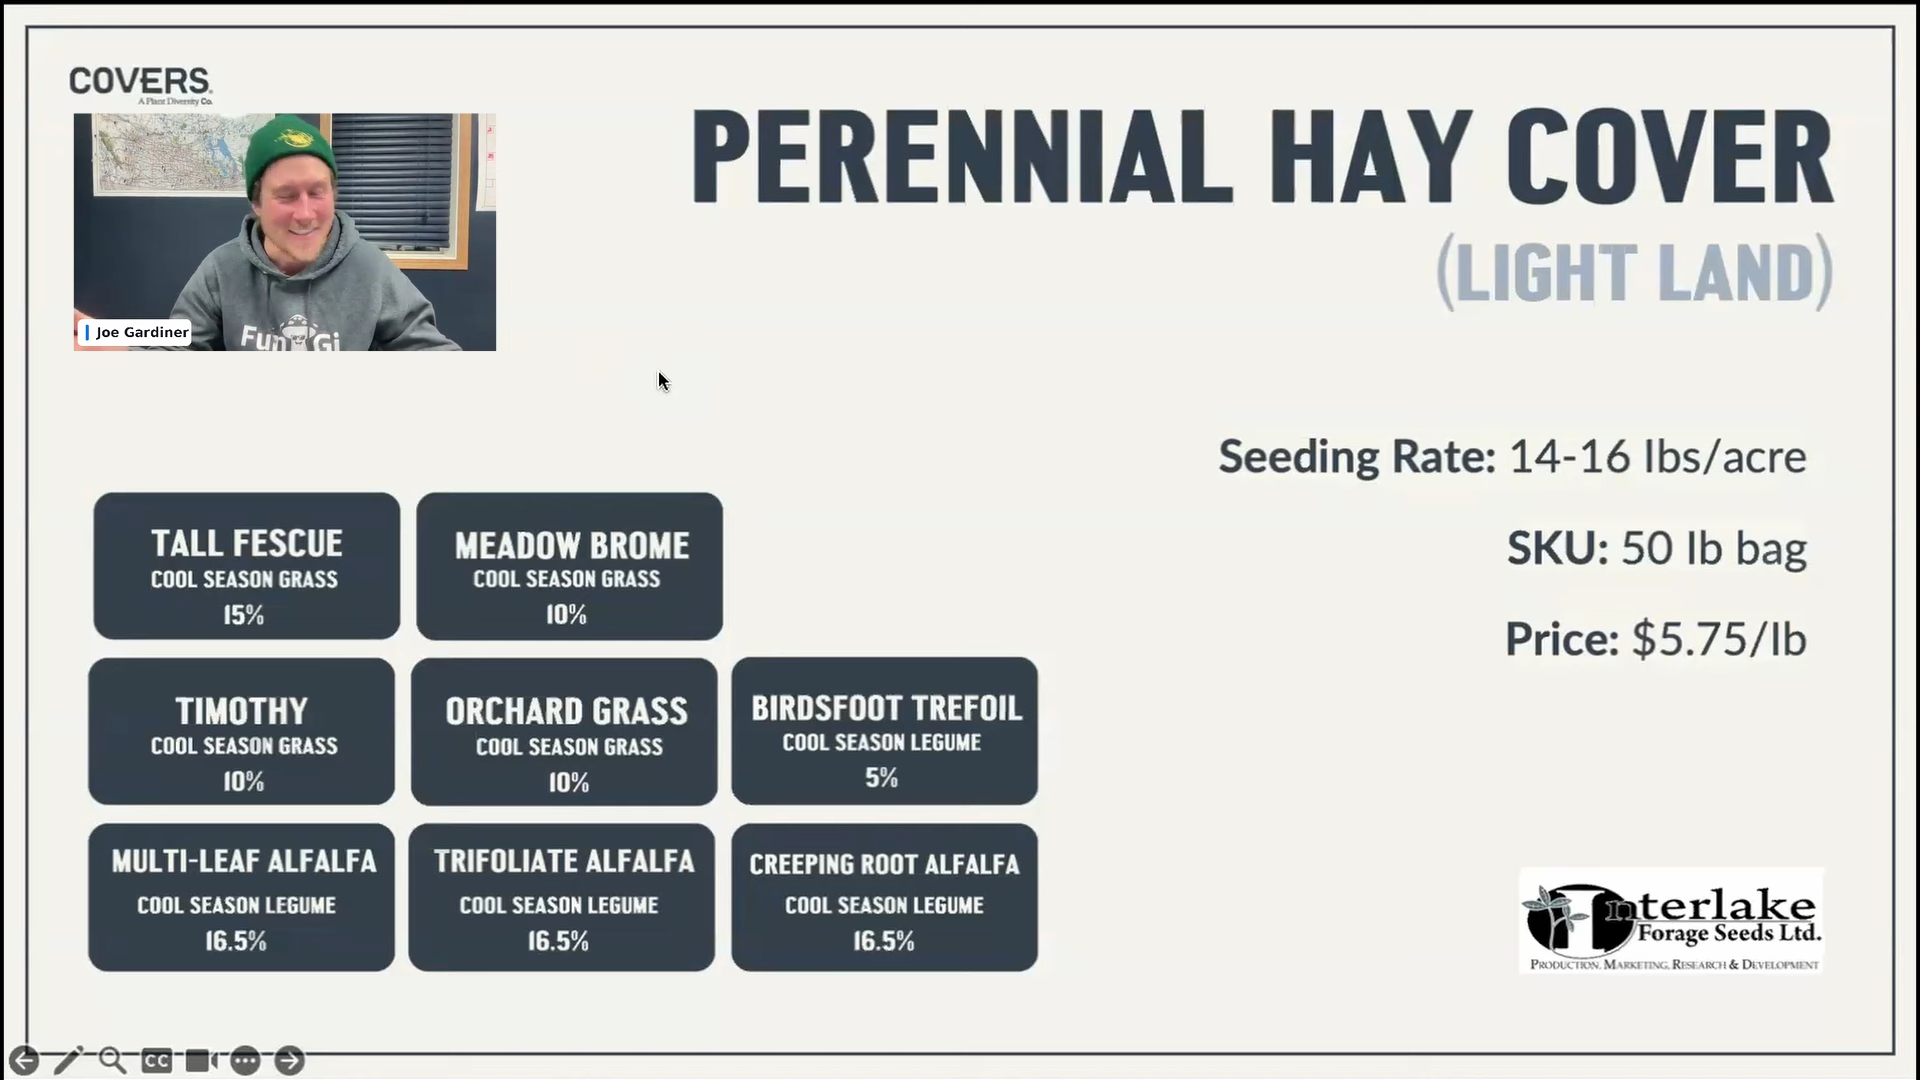 COVERS
A Plant Diversity Co.
Joe Gardiner
Fun Gi
PERENNIAL HAY COVER
(LIGHT LAND)
Seeding Rate: 14-16 lbs/acre
SKU: 50 lb bag
Price: $5.75/lb
TALL FESCUE
COOL SEASON GRASS
15%
MEADOW BROME
COOL SEASON GRASS
10%
TIMOTHY
COOL SEASON GRASS
10%
ORCHARD GRASS
COOL SEASON GRASS
10%
BIRDSFOOT TREFOIL
COOL SEASON LEGUME
5%
MULTI-LEAF ALFALFA
COOL SEASON LEGUME
16.5%
TRIFOLIATE ALFALFA
COOL SEASON LEGUME
16.5%
CREEPING ROOT ALFALFA
COOL SEASON LEGUME
16.5%
Interlake
Forage Seeds Ltd.
PRODUCTION, MARKETING, RESEARCH & DEVELOPMENT
CC